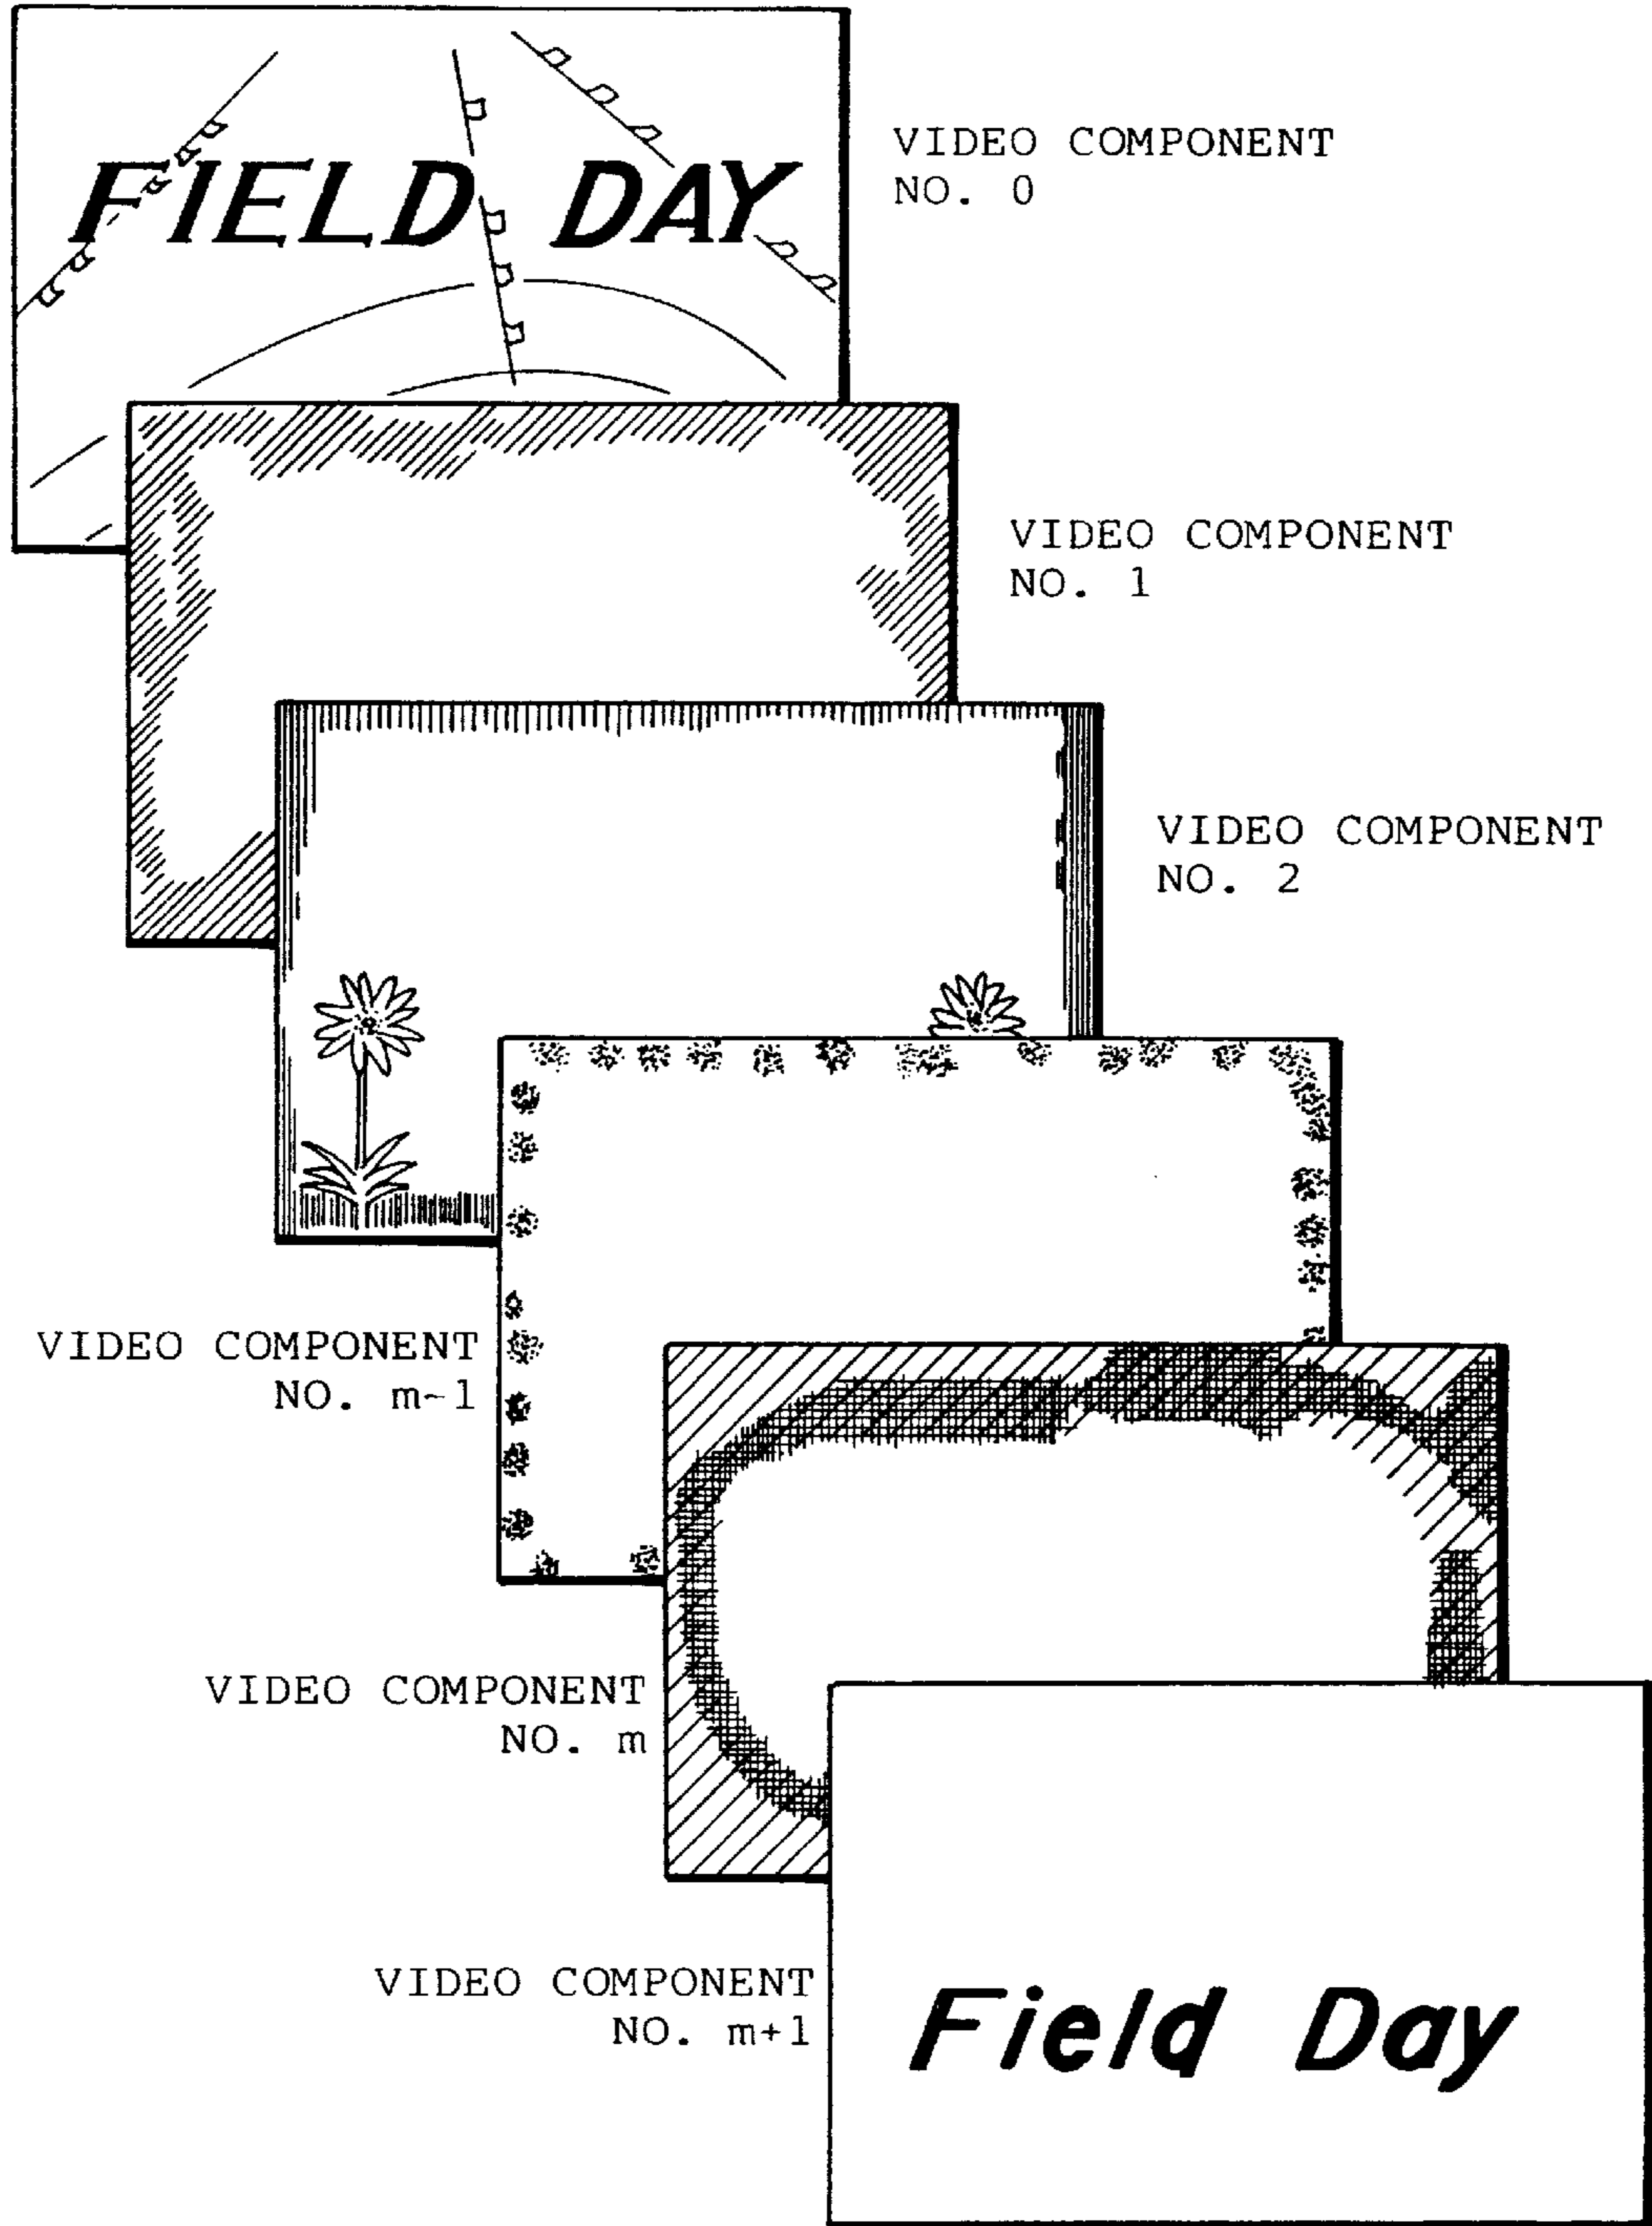 FIELD DAY
VIDEO COMPONENT
NO. 0
VIDEO COMPONENT
NO. 1
VIDEO COMPONENT
NO. 2
VIDEO COMPONENT
NO. m-1
VIDEO COMPONENT
NO. m
VIDEO COMPONENT
NO. m+1
Field Day